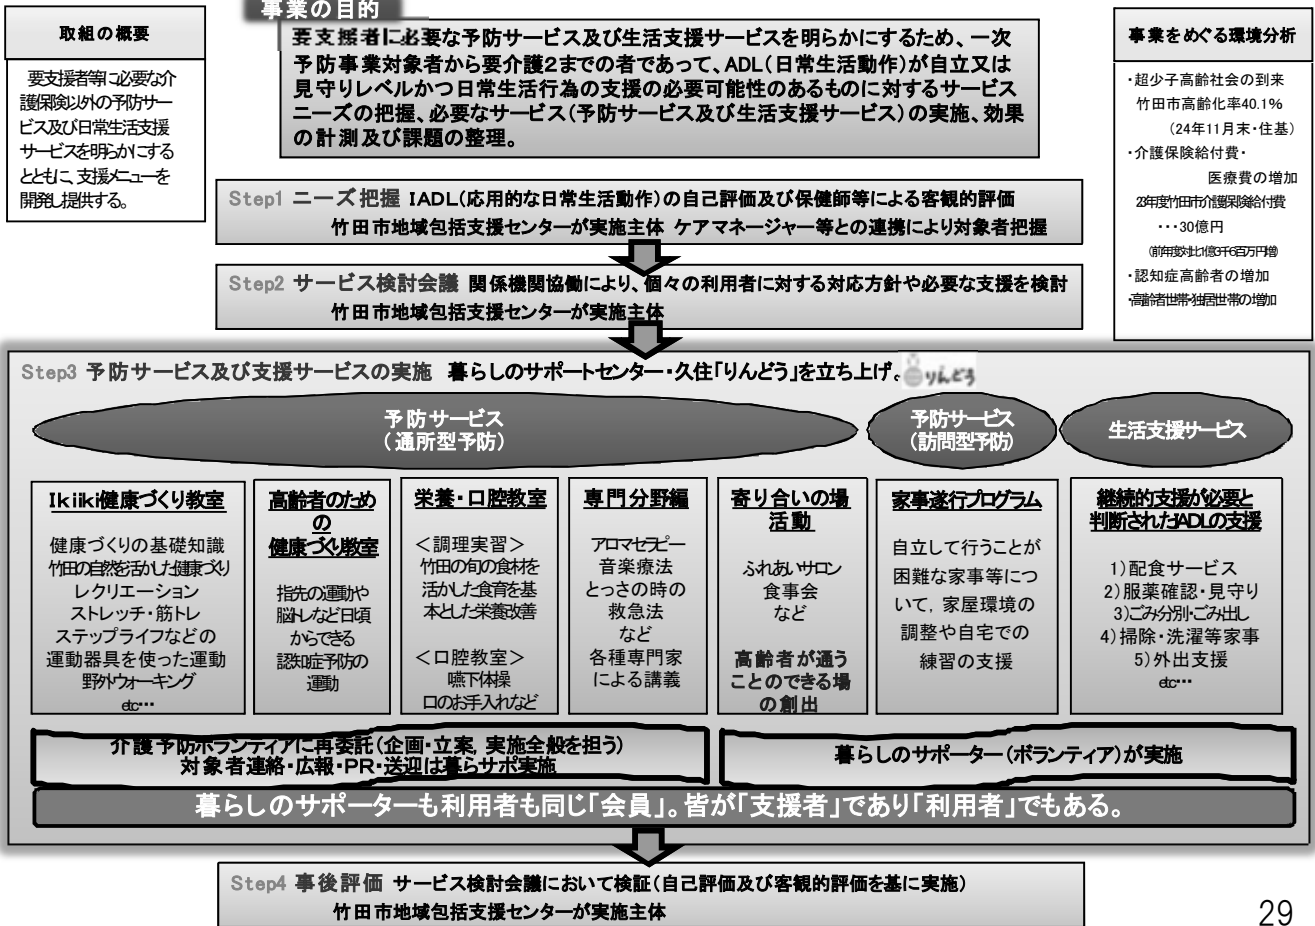 取組の概要
要支援者等に必要な介
護保険以外の予防サー
ビス及び日常生活支援
サービスを明らかにする
とともに、支援メニューを
開発し提供する。
事業の目的
要支援者に必要な予防サービス及び生活支援サービスを明らかにするため、一次
予防事業対象者から要介護2までの者であって、ADL(日常生活動作)が自立又は
見守りレベルかつ日常生活行為の支援の必要可能性のあるものに対するサービス
ニーズの把握、必要なサービス(予防サービス及び生活支援サービス)の実施、効果
の計測及び課題の整理。
事業をめぐる環境分析
・超少子高齢社会の到来
竹田市高齢化率40.1%
(24年11月末・住基)
・介護保険給付費・
医療費の増加
23年度竹田市介護保険給付費
・・・30億円
(前年度対比1億3千6百万円増)
・認知症高齢者の増加
・高齢者世帯・独居世帯の増加
Step1 ニーズ把握 IADL(応用的な日常生活動作)の自己評価及び保健師等による客観的評価
竹田市地域包括支援センターが実施主体 ケアマネージャー等との連携により対象者把握
Step2 サービス検討会議 関係機関協働により、個々の利用者に対する対応方針や必要な支援を検討
竹田市地域包括支援センターが実施主体
Step3 予防サービス及び支援サービスの実施 暮らしのサポートセンター・久住「りんどう」を立ち上げ。 りんどう
予防サービス
(通所型予防)
予防サービス
(訪問型予防)
生活支援サービス
Ikiiki健康づくり教室
健康づくりの基礎知識
竹田の自然を活かした健康づくり
レクリエーション
ストレッチ・筋トレ
ステップライフなどの
運動器具を使った運動
野外ウォーキング
etc…
高齢者のため
の
健康づくり教室
指先の運動や
脳トレなど日頃
からできる
認知症予防の
運動
栄養・口腔教室
<調理実習>
竹田の旬の食材を
活かした食育を基
本とした栄養改善
<口腔教室>
嚥下体操
口のお手入れなど
専門分野編
アロマセラピー
音楽療法
とっさの時の
救急法
など
各種専門家
による講義
寄り合いの場
活動
ふれあいサロン
食事会
など
高齢者が通う
ことのできる場
の創出
家事遂行プログラム
自立して行うことが
困難な家事等につ
いて，家屋環境の
調整や自宅での
練習の支援
継続的支援が必要と
判断されたIADLの支援
1)配食サービス
2)服薬確認・見守り
3)ごみ分別・ごみ出し
4)掃除・洗濯等家事
5)外出支援
etc…
介護予防ボランティアに再委託(企画・立案，実施全般を担う)
対象者連絡・広報・PR・送迎は暮らサポ実施
暮らしのサポーター(ボランティア)が実施
暮らしのサポーターも利用者も同じ「会員」。皆が「支援者」であり「利用者」でもある。
Step4 事後評価 サービス検討会議において検証(自己評価及び客観的評価を基に実施)
竹田市地域包括支援センターが実施主体
29